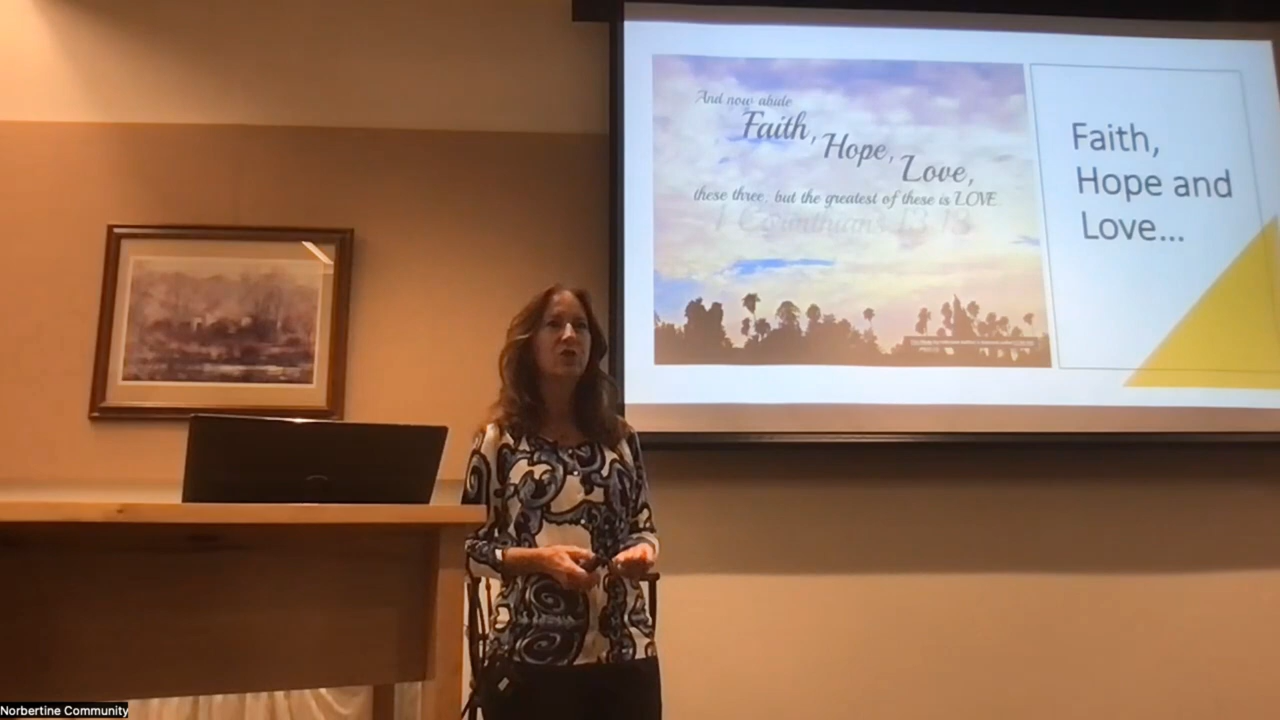 And now abide
Faith, Hope, Love,
these three, but the greatest of these is LOVE
1 Corinthians 13:13
Faith,
Hope and
Love...
Norbertine Community